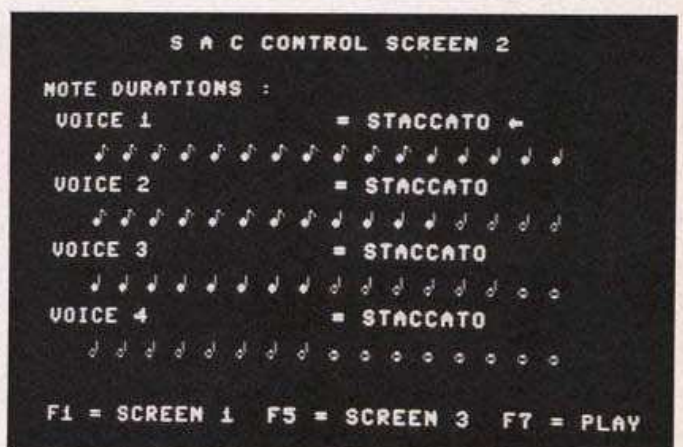 S A C CONTROL SCREEN 2
NOTE DURATIONS :
VOICE 1 = STACCATO ←
VOICE 2 = STACCATO
VOICE 3 = STACCATO
VOICE 4 = STACCATO
F1 = SCREEN 1 F5 = SCREEN 3 F7 = PLAY